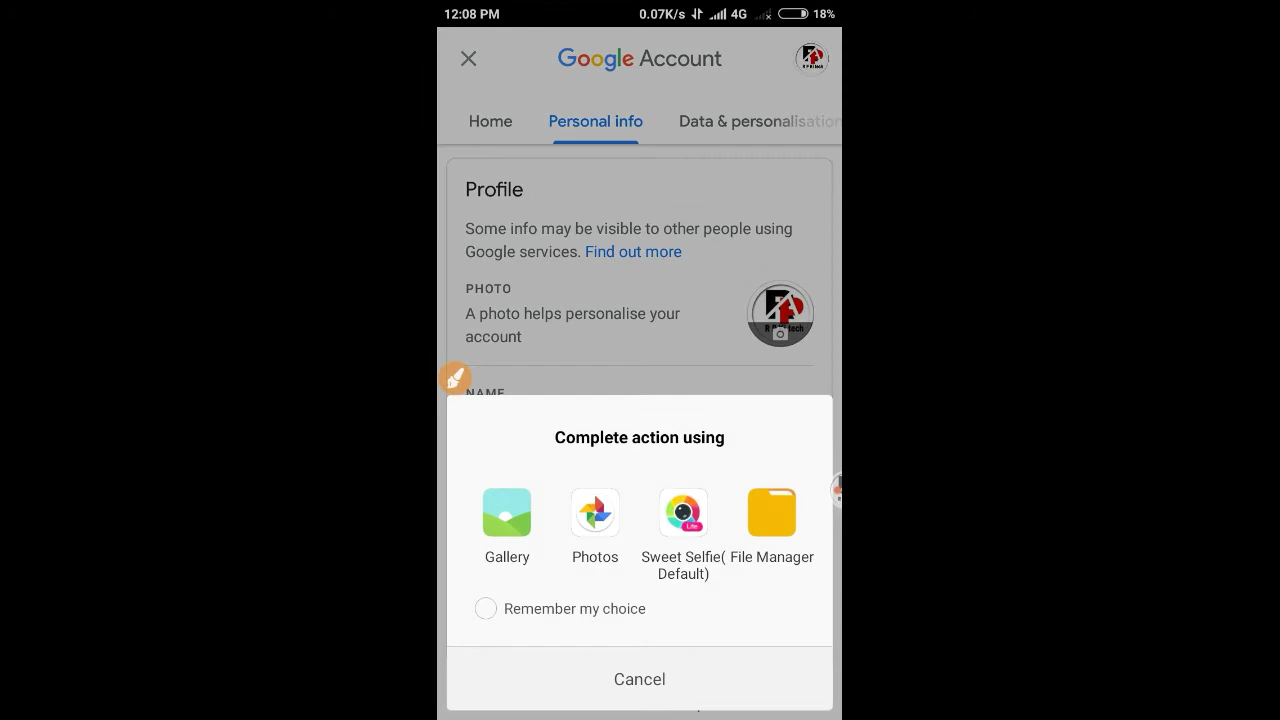 12:08 PM 0.07K/s 4G 18%
Google Account
Home Personal info Data & personalisation
Profile
Some info may be visible to other people using
Google services. Find out more
PHOTO
A photo helps personalise your
account
NAME
Complete action using
Gallery Photos Sweet Selfie( File Manager
Default)
Lite
Remember my choice
Cancel